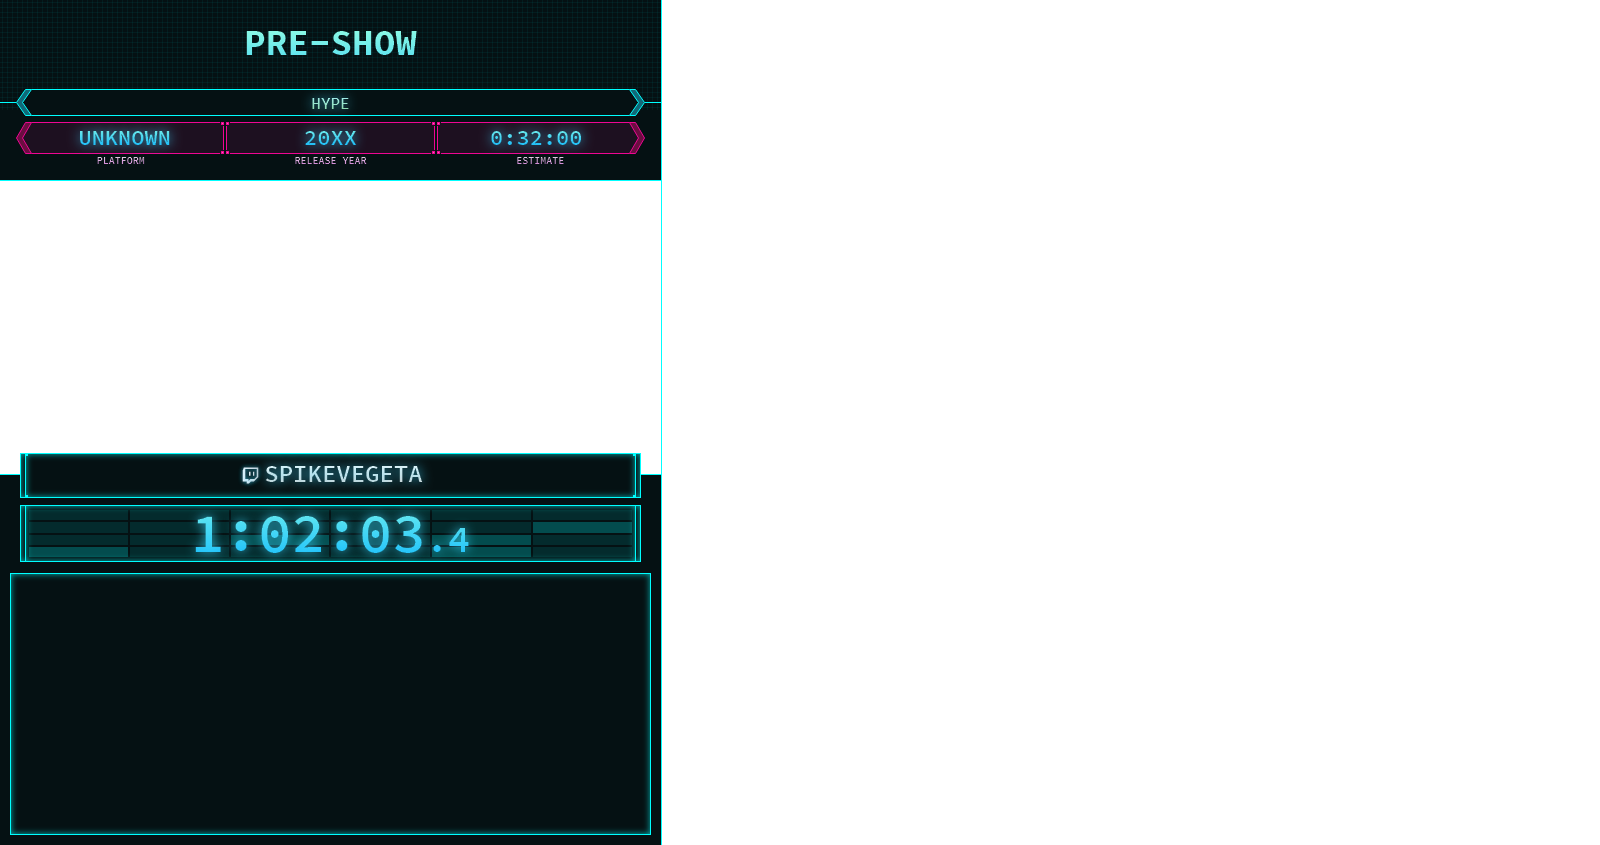 PRE-SHOW
HYPE
UNKNOWN 20XX 0:32:00
PLATFORM RELEASE YEAR ESTIMATE
SPIKEVEGETA
1:02:03.4